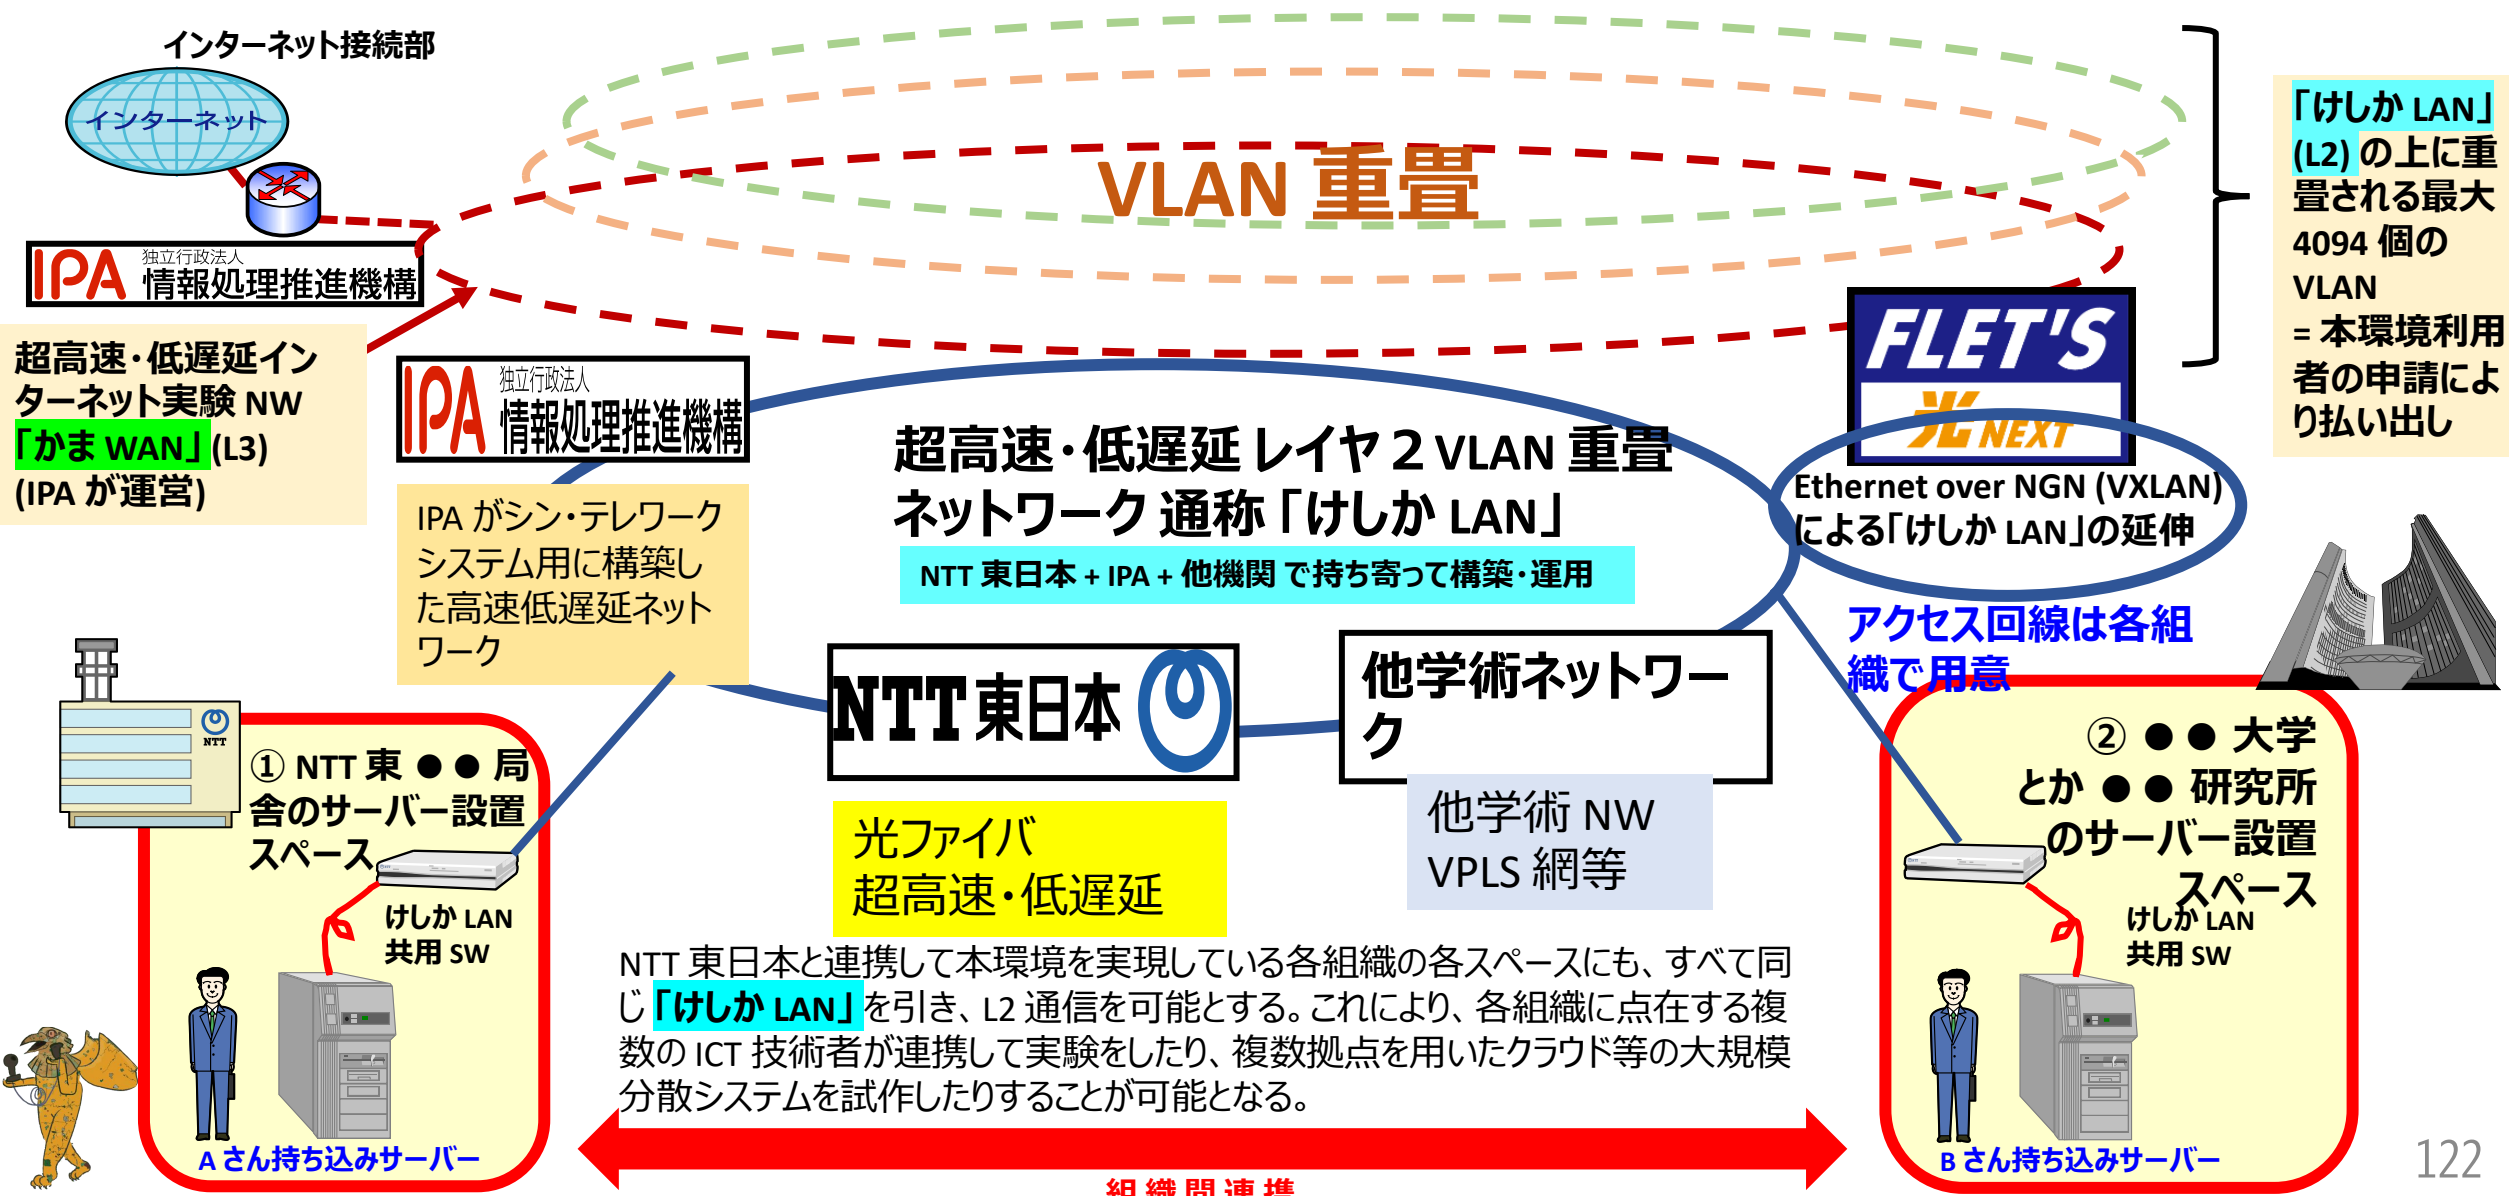 インターネット接続部
インターネット
IPA 独立行政法人
情報処理推進機構
超高速・低遅延イン
ターネット実験 NW
「かま WAN」 (L3)
(IPA が運営)
VLAN 重畳
「けしか LAN」
(L2) の上に重
畳される最大
4094 個の
VLAN
= 本環境利用
者の申請によ
り払い出し
IPA 独立行政法人
情報処理推進機構
IPA がシン・テレワーク
システム用に構築し
た高速低遅延ネット
ワーク
超高速・低遅延 レイヤ 2 VLAN 重畳
ネットワーク 通称 「けしか LAN」
NTT 東日本 + IPA + 他機関 で持ち寄って構築・運用
FLET'S
光 NEXT
Ethernet over NGN (VXLAN)
による「けしか LAN」の延伸
アクセス回線は各組
織で用意
NTT 東日本
他学術ネットワー
ク
光ファイバ
超高速・低遅延
他学術 NW
VPLS 網等
NTT
① NTT 東 ●● 局
舎のサーバー設置
スペース
けしか LAN
共用 SW
A さん持ち込みサーバー
② ●● 大学
とか ●● 研究所
のサーバー設置
スペース
けしか LAN
共用 SW
B さん持ち込みサーバー
NTT 東日本と連携して本環境を実現している各組織の各スペースにも、すべて同
じ 「けしか LAN」 を引き、L2 通信を可能とする。これにより、各組織に点在する複
数の ICT 技術者が連携して実験をしたり、複数拠点を用いたクラウド等の大規模
分散システムを試作したりすることが可能となる。
組織間連携
122